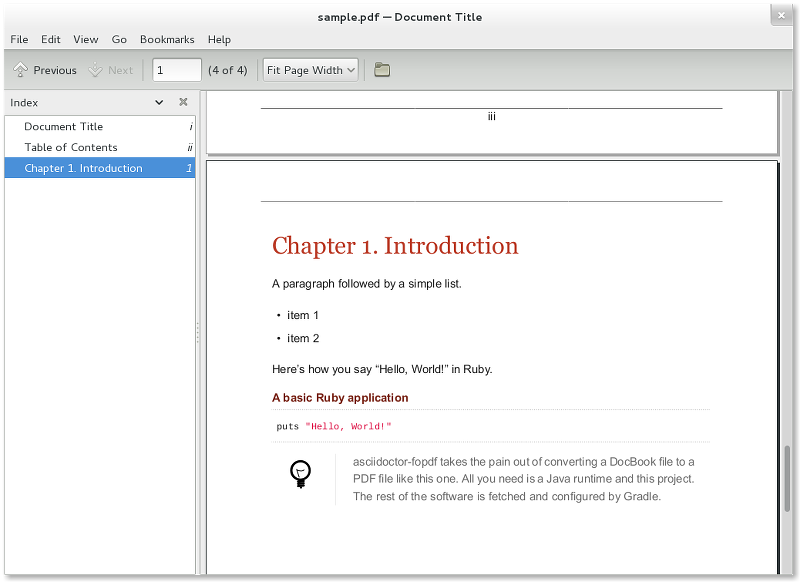 sample.pdf — Document Title
File Edit View Go Bookmarks Help
Previous Next 1 (4 of 4) Fit Page Width
Index
Document Title i
Table of Contents ii
Chapter 1. Introduction 1
iii
Chapter 1. Introduction
A paragraph followed by a simple list.
• item 1
• item 2
Here’s how you say “Hello, World!” in Ruby.
A basic Ruby application
puts "Hello, World!"
asciidoctor-fopdf takes the pain out of converting a DocBook file to a
PDF file like this one. All you need is a Java runtime and this project.
The rest of the software is fetched and configured by Gradle.